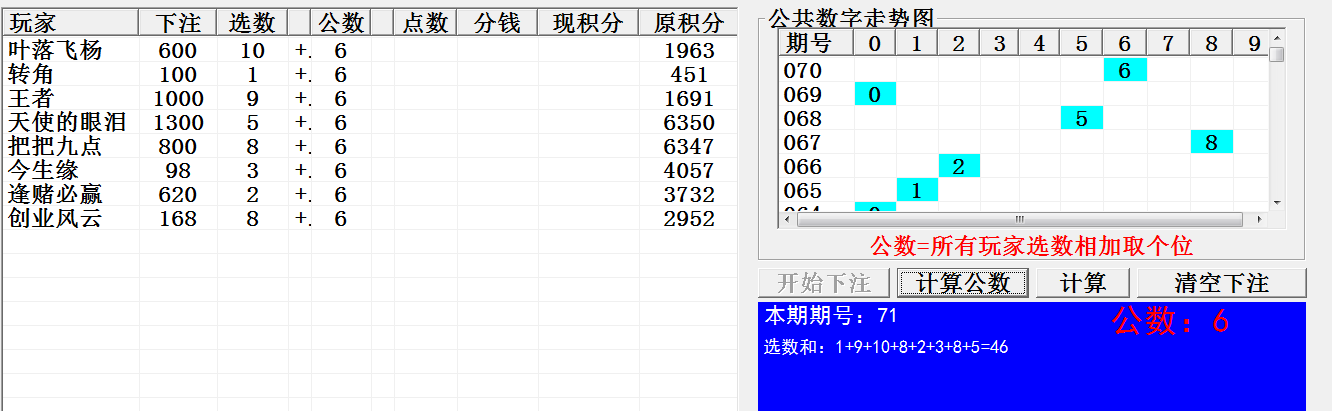 玩家 下注 选数 公数 点数 分钱 现积分 原积分
叶落飞杨 600 10 +. 6 1963
转角 100 1 +. 6 451
王者 1000 9 +. 6 1691
天使的眼泪 1300 5 +. 6 6350
把把九点 800 8 +. 6 6347
今生缘 98 3 +. 6 4057
逢赌必赢 620 2 +. 6 3732
创业风云 168 8 +. 6 2952
公共数字走势图
期号 0 1 2 3 4 5 6 7 8 9
070 6
069 0
068 5
067 8
066 2
065 1
064 0
公数=所有玩家选数相加取个位
开始下注 计算公数 计算 清空下注
本期期号：71 公数：6
选数和：1+9+10+8+2+3+8+5=46